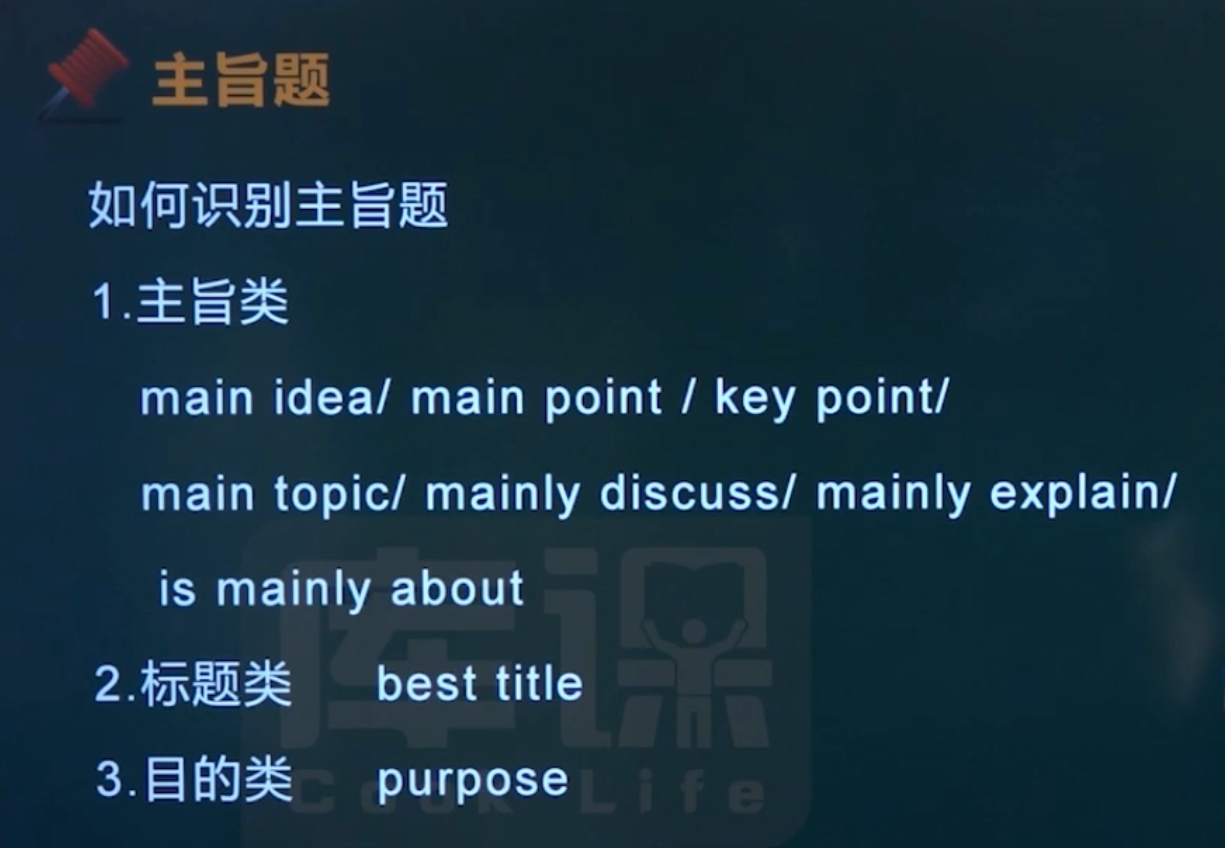 主旨题
如何识别主旨题
1.主旨类
main idea/ main point / key point/
main topic/ mainly discuss/ mainly explain/
is mainly about
2.标题类 best title
3.目的类 purpose
库课
Cook Life